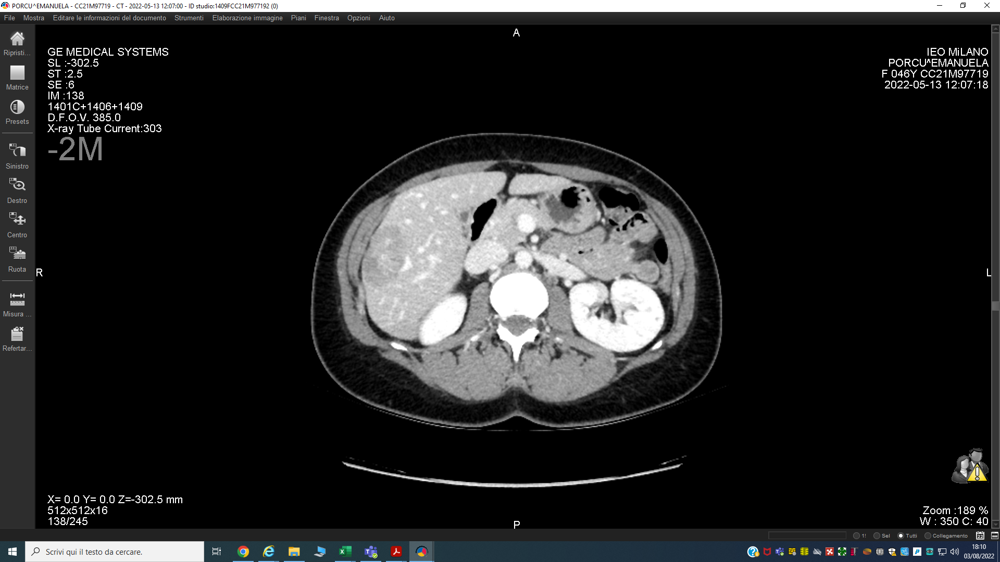 PORCU^EMANUELA - CC21M97719 - CT - 2022-05-13 12:07:00 - ID studio:1409FCC21M977192 (0)
File Mostra Editare le informazioni del documento Strumenti Elaborazione immagine Piani Finestra Opzioni Aiuto
Ripristi...
Matrice
Presets
Sinistro
Destro
Centro
Ruota
Misura ...
Refertar...
A
GE MEDICAL SYSTEMS
SL :-302.5
ST :2.5
SE :6
IM :138
1401C+1406+1409
D.F.O.V. 385.0
X-ray Tube Current:303
-2M
IEO MiLANO
PORCU^EMANUELA
F 046Y CC21M97719
2022-05-13 12:07:18
R
L
X= 0.0 Y= 0.0 Z=-302.5 mm
512x512x16
138/245
P
Zoom :189 %
W : 350 C: 40
1! Sel Tutti Collegamento 22
Scrivi qui il testo da cercare.
18:10
03/08/2022